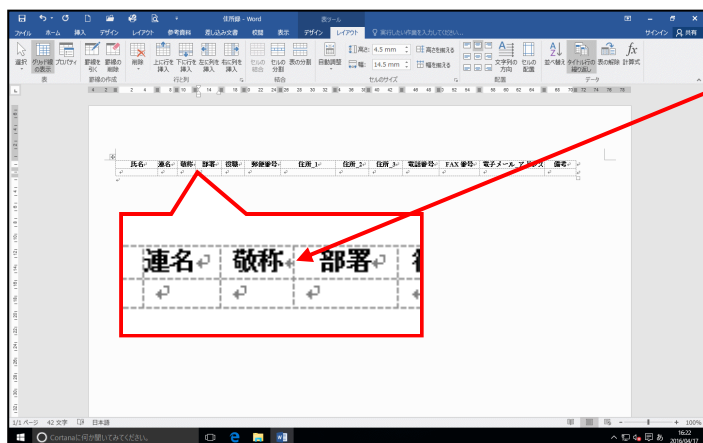 住所録 - Word
表ツール
ファイル ホーム 挿入 デザイン レイアウト 参考資料 差し込み文書 校閲 表示 デザイン レイアウト 実行したい作業を入力してください... サインイン 共有
選択 グリッド線の表示 プロパティ 罫線を引く 罫線の削除 削除 上に行を挿入 下に行を挿入 左に列を挿入 右に列を挿入 セルの結合 セルの分割 表の分割 自動調整 高さ: 4.5 mm 高さを揃える 幅: 14.5 mm 幅を揃える 文字列の方向 セルの配置 並べ替え タイトル行の繰り返し 表の解除 計算式
表 罫線の作成 行と列 結合 セルのサイズ 配置 データ
氏名 連名 敬称 部署 役職 郵便番号 住所_1 住所_2 住所_3 電話番号 FAX 番号 電子メール_アドレス 備考
連名 敬称 部署
1/1 ページ 42 文字 日本語 100%
Cortanaに何か聞いてみてください。
16:22
2016/04/17